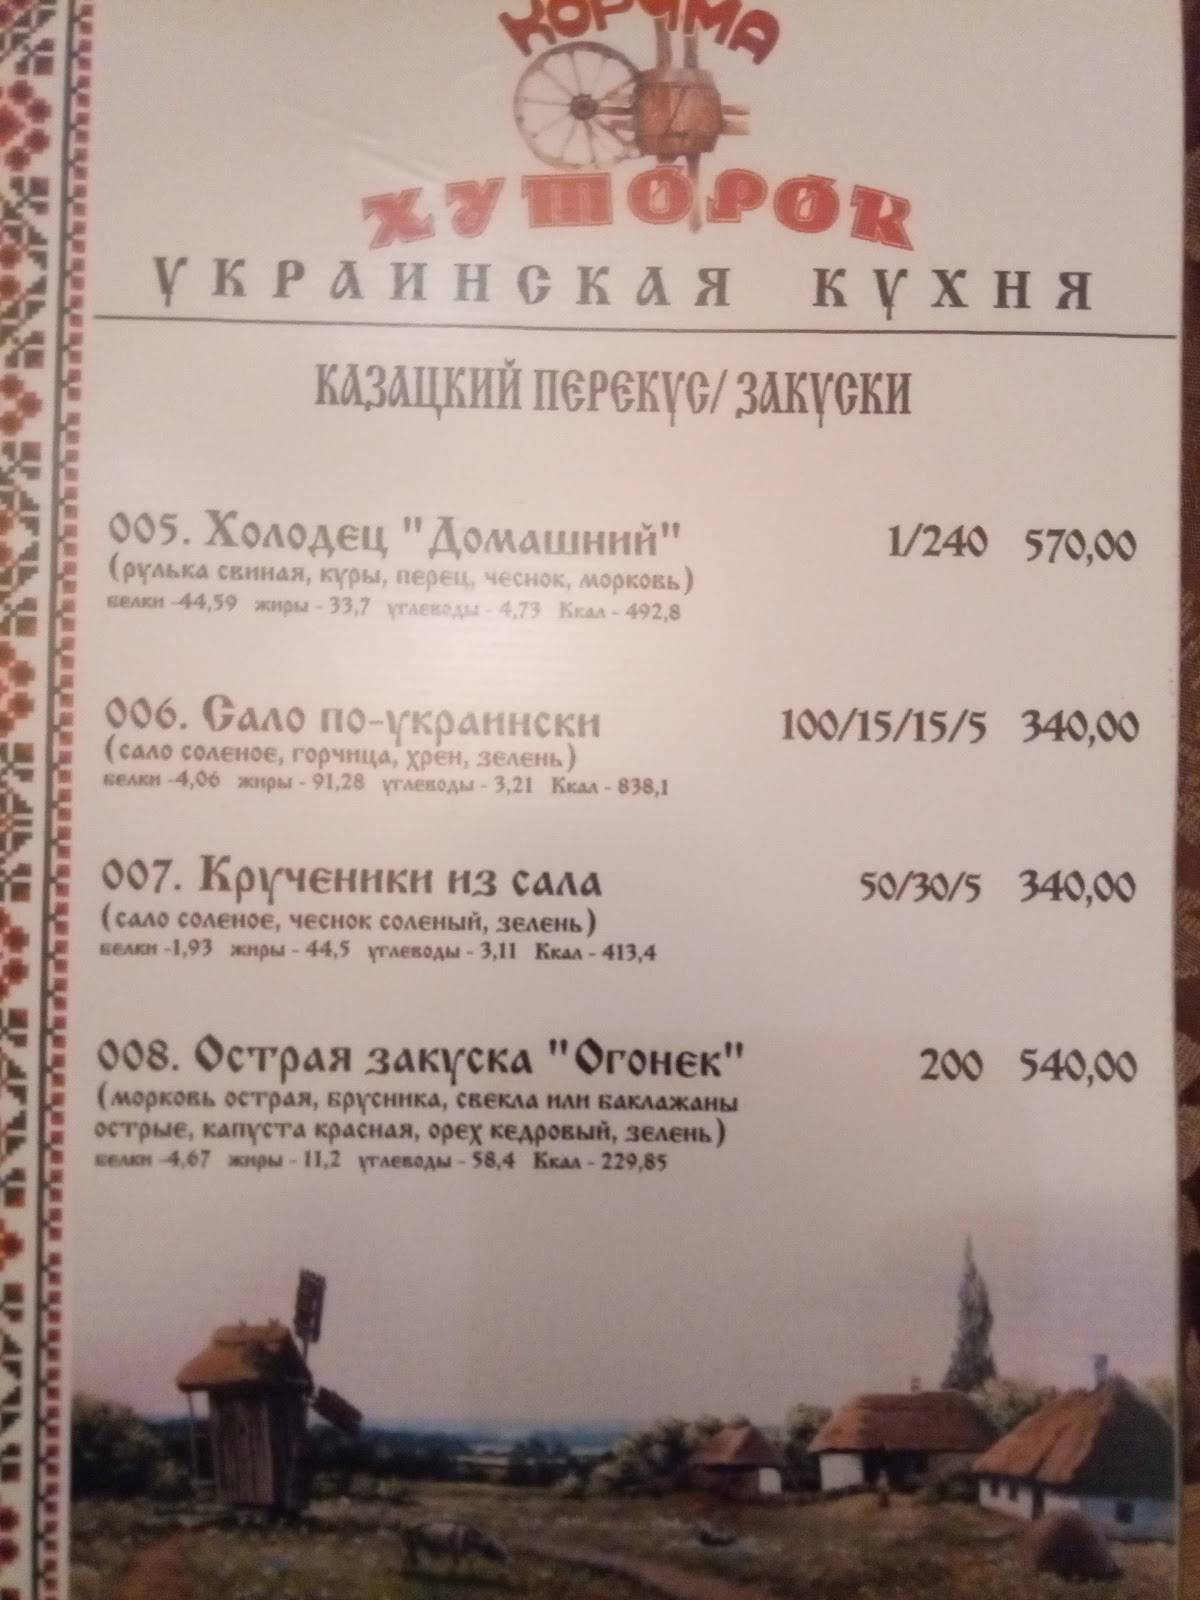 КОРЧМА
ХУТОРОК
УКРАИНСКАЯ КУХНЯ
КАЗАЦКИЙ ПЕРЕКУС/ ЗАКУСКИ
005. Холодец "Домашний" 1/240 570,00
(рулька свиная, куры, перец, чеснок, морковь)
белки -44,59 жиры - 33,7 углеводы - 4,73 Ккал - 492,8
006. Сало по-украински 100/15/15/5 340,00
(сало соленое, горчица, хрен, зелень)
белки -4,06 жиры - 91,28 углеводы - 3,21 Ккал - 838,1
007. Крученики из сала 50/30/5 340,00
(сало соленое, чеснок соленый, зелень)
белки -1,93 жиры - 44,5 углеводы - 3,11 Ккал - 413,4
008. Острая закуска "Огонек" 200 540,00
(морковь острая, брусника, свекла или баклажаны
острые, капуста красная, орех кедровый, зелень)
белки -4,67 жиры - 11,2 углеводы - 58,4 Ккал - 229,85